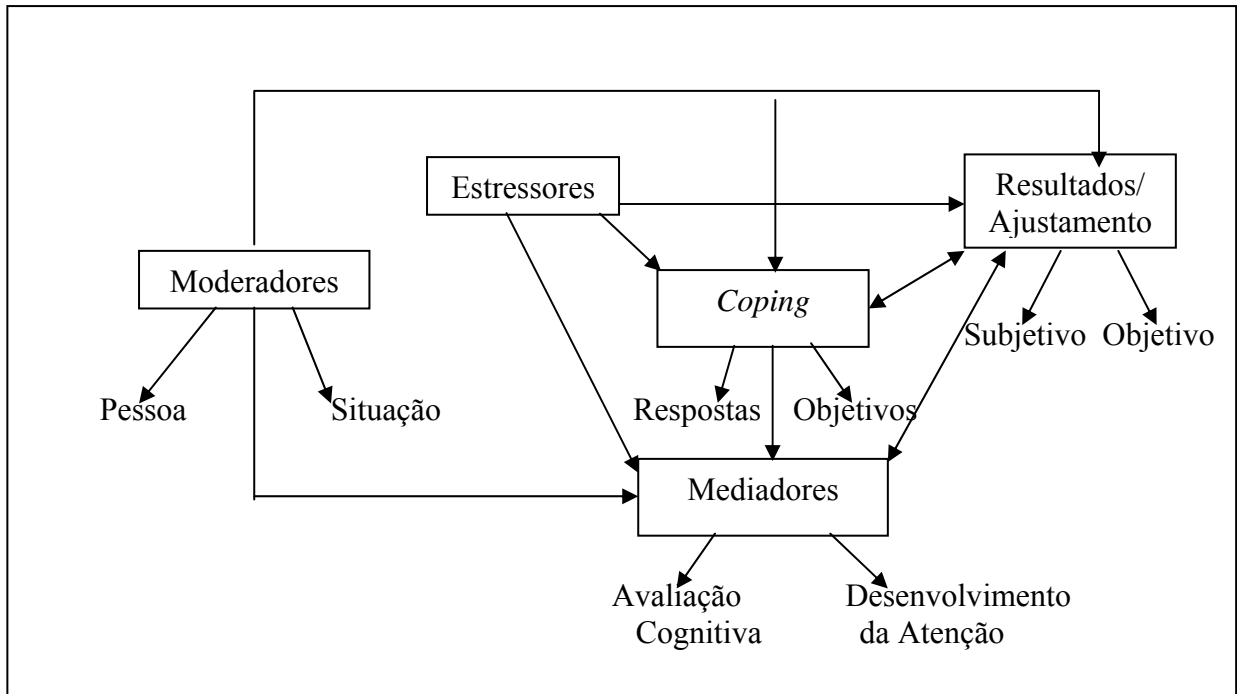 Estressores
Resultados/
Ajustamento
Moderadores
Coping
Subjetivo Objetivo
Pessoa
Situação
Respostas
Objetivos
Mediadores
Avaliação
Cognitiva
Desenvolvimento
da Atenção